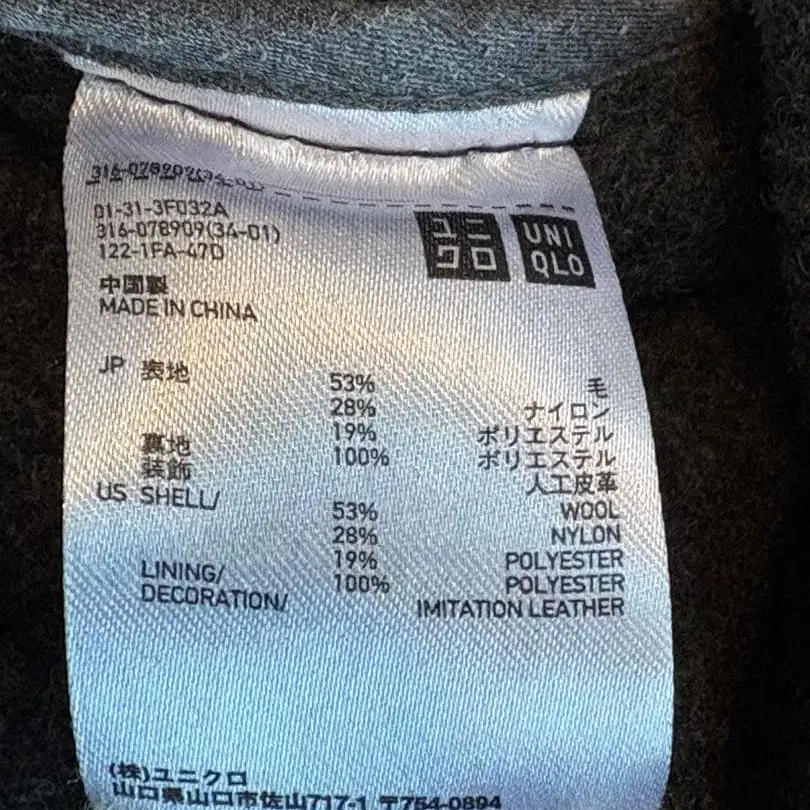 316-078909(34-01)
01-31-3F032A
316-078909(34-01)
122-1FA-47D
ユニ
クロ
UNI
QLO
中国製
MADE IN CHINA
JP 表地 53% 毛
28% ナイロン
19% ポリエステル
裏地 100% ポリエステル
装飾 人工皮革
US SHELL/ 53% WOOL
28% NYLON
19% POLYESTER
LINING/ 100% POLYESTER
DECORATION/ IMITATION LEATHER
(株)ユニクロ
山口県山口市佐山717-1 〒754-0894